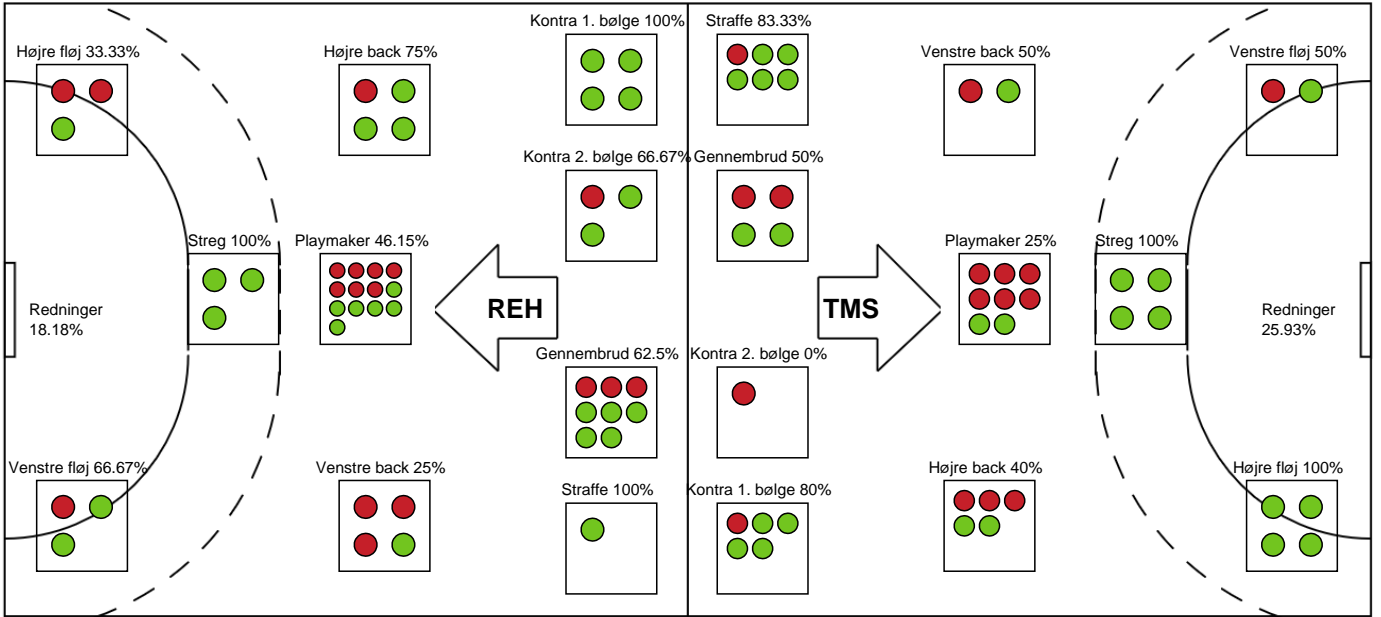 Kontra 1. bølge 100%
Straffe 83.33%
Højre fløj 33.33%
Højre back 75%
Venstre back 50%
Venstre fløj 50%
Kontra 2. bølge 66.67%
Gennembrud 50%
Streg 100%
Playmaker 46.15%
Playmaker 25%
Streg 100%
Redninger
18.18%
REH
TMS
Redninger
25.93%
Gennembrud 62.5%
Kontra 2. bølge 0%
Venstre fløj 66.67%
Venstre back 25%
Højre back 40%
Højre fløj 100%
Straffe 100%
Kontra 1. bølge 80%